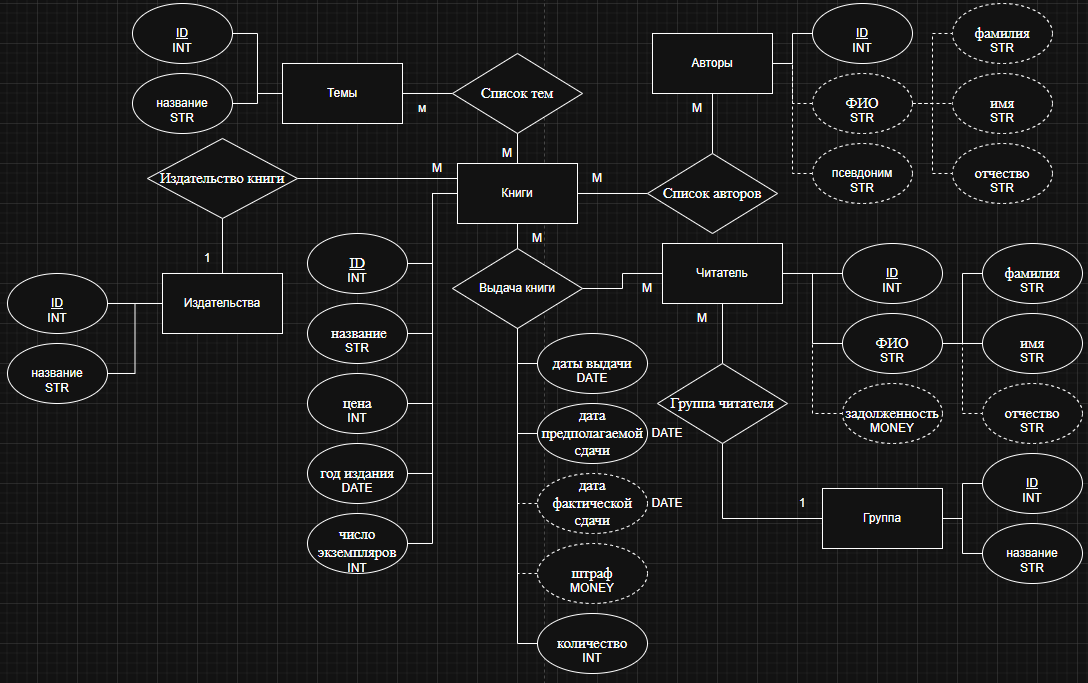 ID
INT
название
STR
Темы
м
Список тем
М
Авторы
М
ID
INT
ФИО
STR
псевдоним
STR
фамилия
STR
имя
STR
отчество
STR
Издательство книги
М
Книги
М
Список авторов
1
Издательства
ID
INT
название
STR
ID
INT
название
STR
цена
INT
год издания
DATE
число
экземпляров
INT
М
Выдача книги
М
Читатель
М
даты выдачи
DATE
дата
предполагаемой
сдачи
DATE
дата
фактической
сдачи
DATE
штраф
MONEY
количество
INT
ID
INT
ФИО
STR
задолженность
MONEY
фамилия
STR
имя
STR
отчество
STR
Группа читателя
1
Группа
ID
INT
название
STR